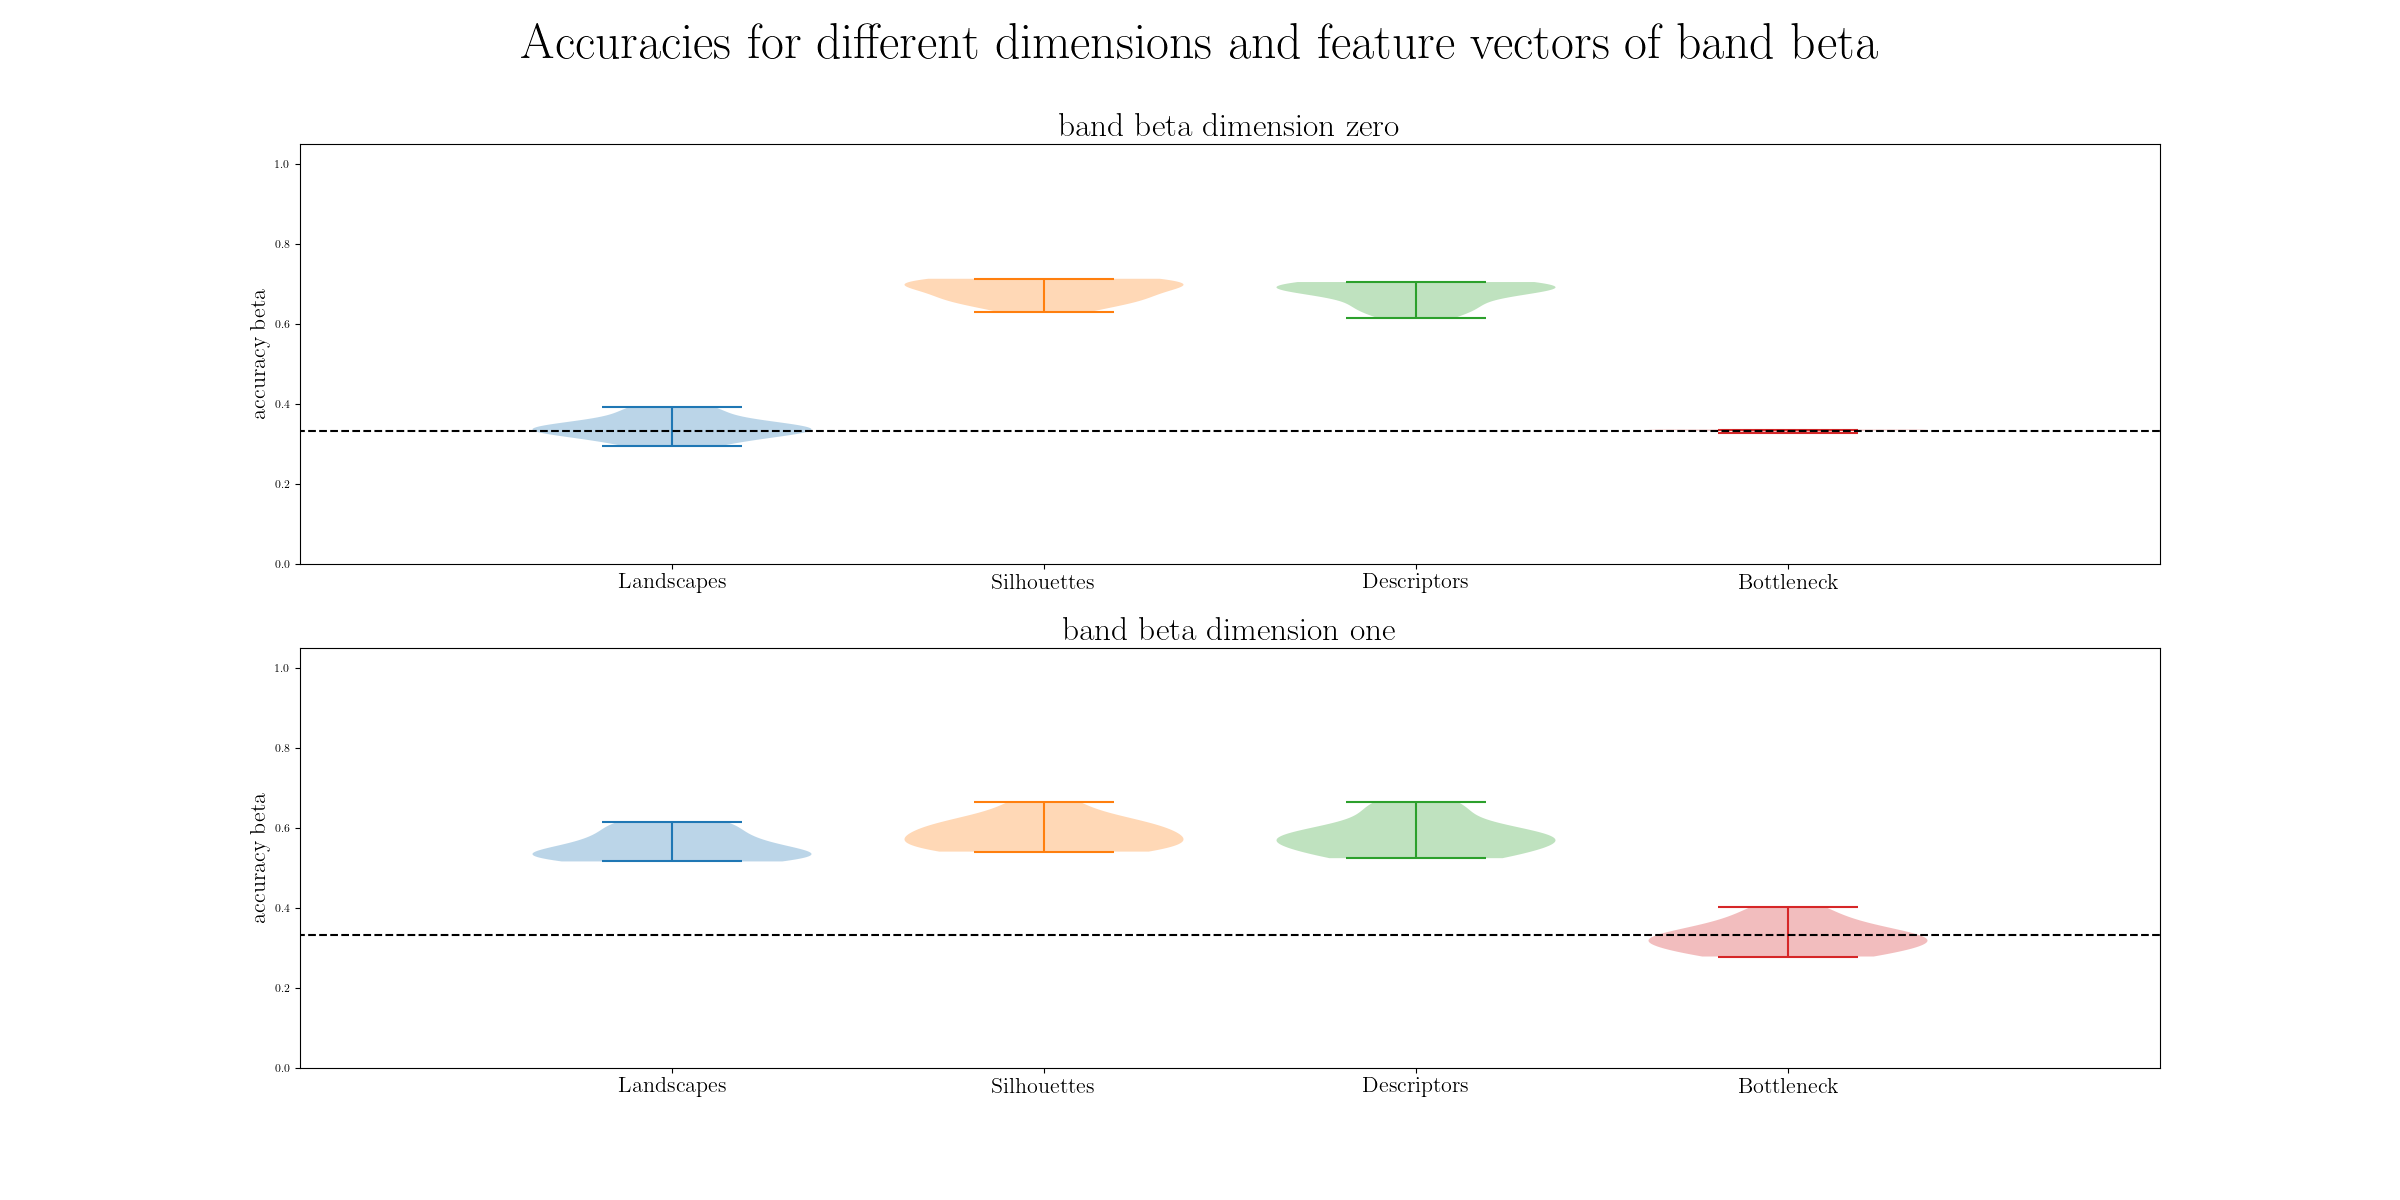 Accuracies for different dimensions and feature vectors of band beta
band beta dimension zero
1.0
0.8
0.6
0.4
0.2
0.0
accuracy beta
Landscapes Silhouettes Descriptors Bottleneck
band beta dimension one
1.0
0.8
0.6
0.4
0.2
0.0
accuracy beta
Landscapes Silhouettes Descriptors Bottleneck